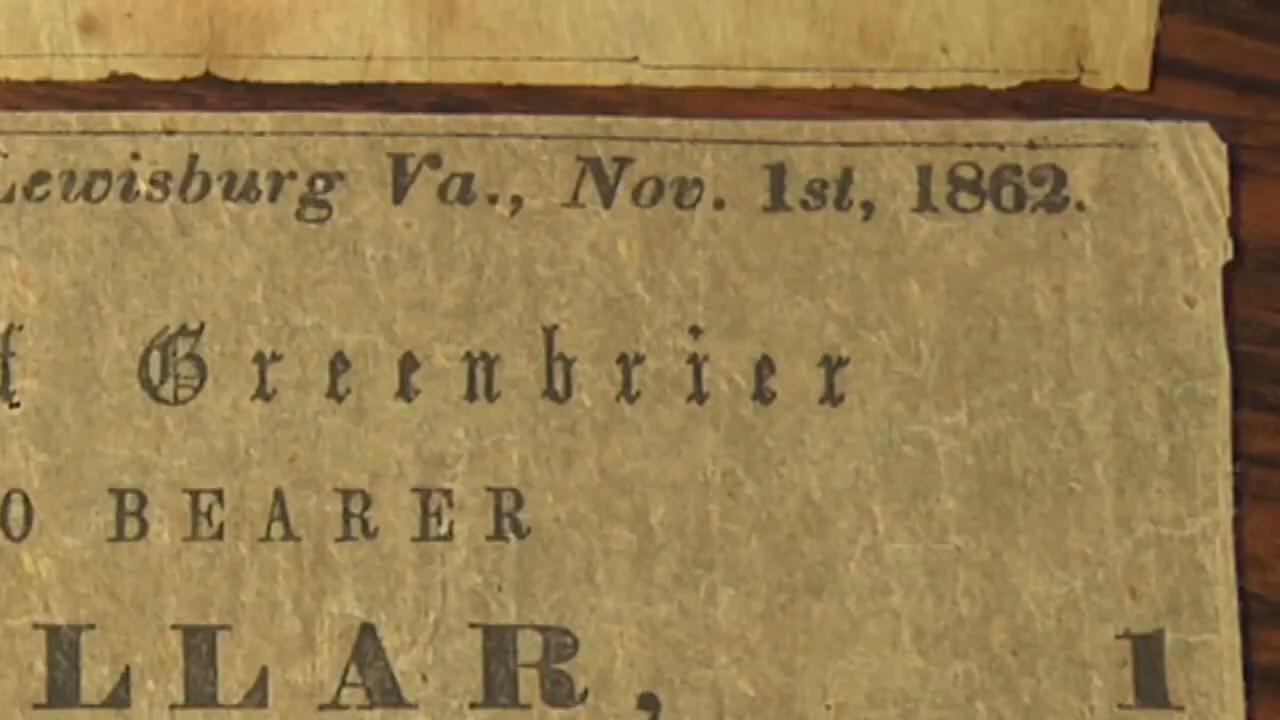 Lewisburg Va., Nov. 1st, 1862.
Greenbrier
O BEARER
LLAR, 1